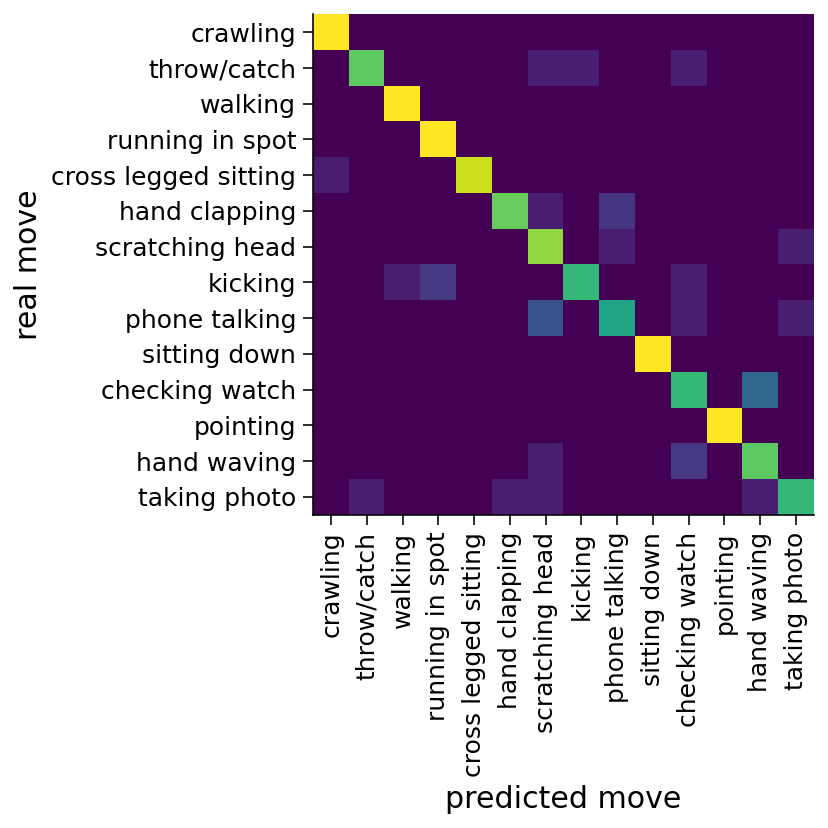 crawling
throw/catch
walking
running in spot
cross legged sitting
hand clapping
scratching head
kicking
phone talking
sitting down
checking watch
pointing
hand waving
taking photo
real move
crawling
throw/catch
walking
running in spot
cross legged sitting
hand clapping
scratching head
kicking
phone talking
sitting down
checking watch
pointing
hand waving
taking photo
predicted move